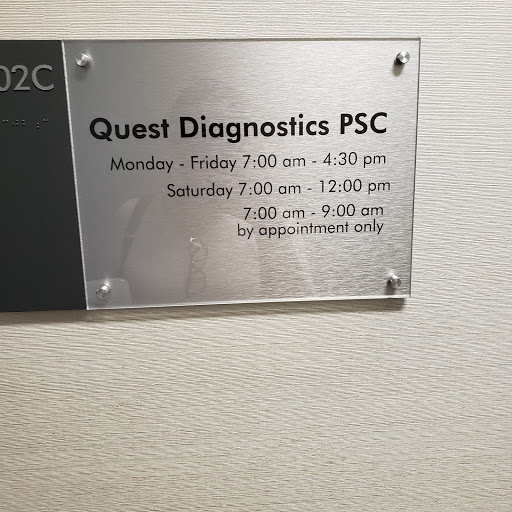 02C
Quest Diagnostics PSC
Monday - Friday 7:00 am - 4:30 pm
Saturday 7:00 am - 12:00 pm
7:00 am - 9:00 am
by appointment only